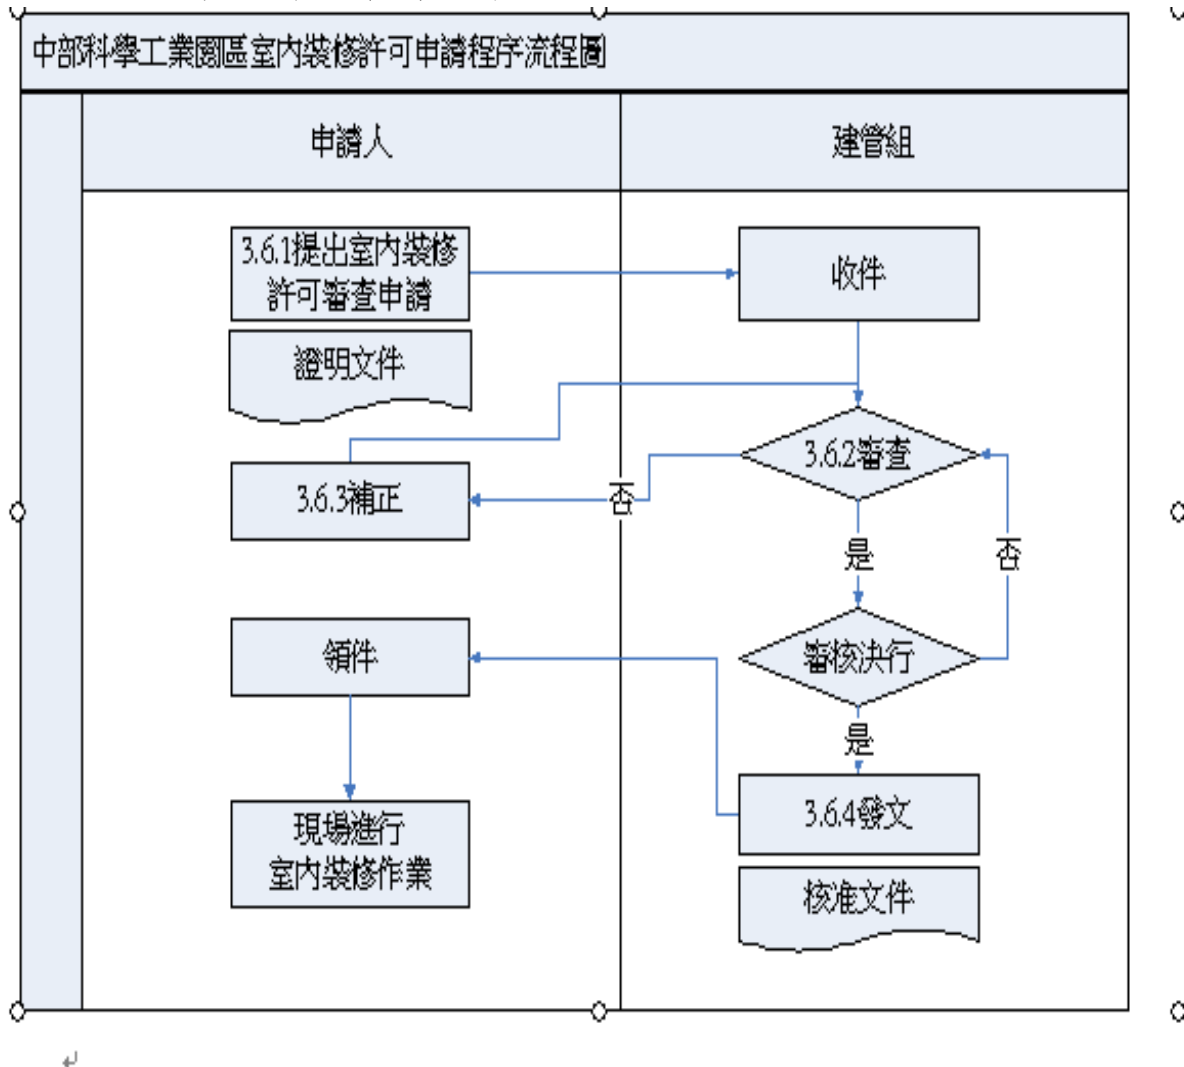 中部科學工業園區室內裝修許可申請程序流程圖
申請人
建管組
3.6.1提出室內裝修
許可審查申請
收件
證明文件
3.6.2審查
3.6.3補正
否
是
否
領件
審核決行
是
現場進行
室內裝修作業
3.6.4發文
核准文件